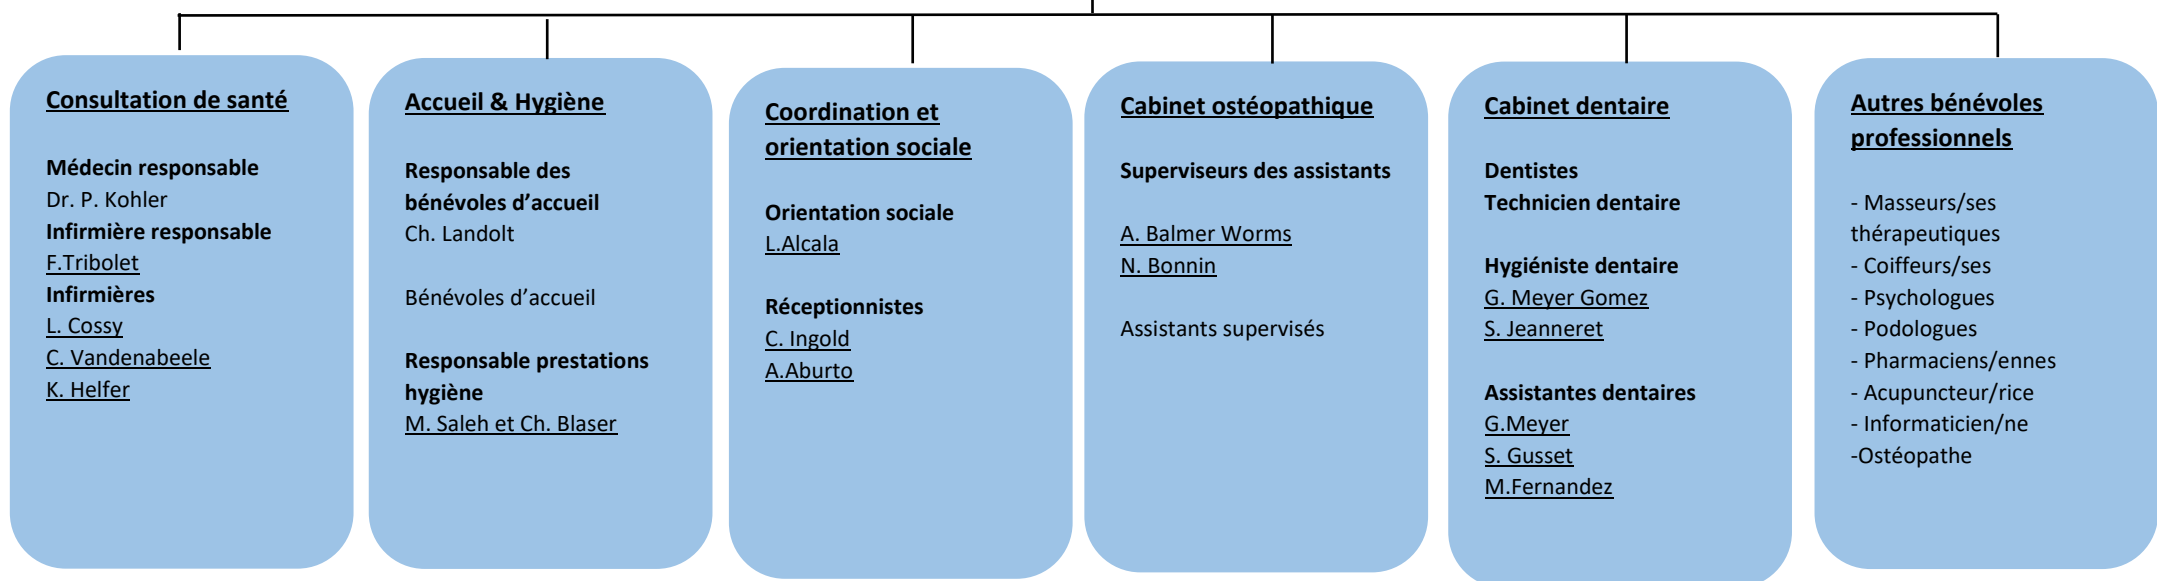 Consultation de santé
Médecin responsable
Dr. P. Kohler
Infirmière responsable
F.Tribolet
Infirmières
L. Cossy
C. Vandenabeele
K. Helfer
Accueil & Hygiène
Responsable des
bénévoles d’accueil
Ch. Landolt
Bénévoles d’accueil
Responsable prestations
hygiène
M. Saleh et Ch. Blaser
Coordination et
orientation sociale
Orientation sociale
L.Alcala
Réceptionnistes
C. Ingold
A.Aburto
Cabinet ostéopathique
Superviseurs des assistants
A. Balmer Worms
N. Bonnin
Assistants supervisés
Cabinet dentaire
Dentistes
Technicien dentaire
Hygiéniste dentaire
G. Meyer Gomez
S. Jeanneret
Assistantes dentaires
G.Meyer
S. Gusset
M.Fernandez
Autres bénévoles
professionnels
- Masseurs/ses
thérapeutiques
- Coiffeurs/ses
- Psychologues
- Podologues
- Pharmaciens/ennes
- Acupuncteur/rice
- Informaticien/ne
-Ostéopathe